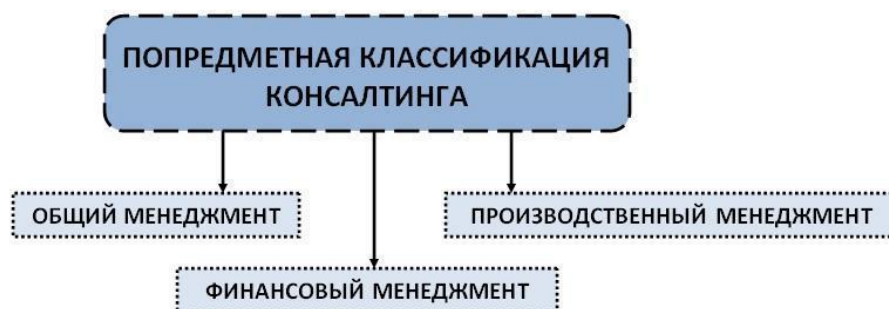 ПОПРЕДМЕТНАЯ КЛАССИФИКАЦИЯ
КОНСАЛТИНГА
ОБЩИЙ МЕНЕДЖМЕНТ
ПРОИЗВОДСТВЕННЫЙ МЕНЕДЖМЕНТ
ФИНАНСОВЫЙ МЕНЕДЖМЕНТ